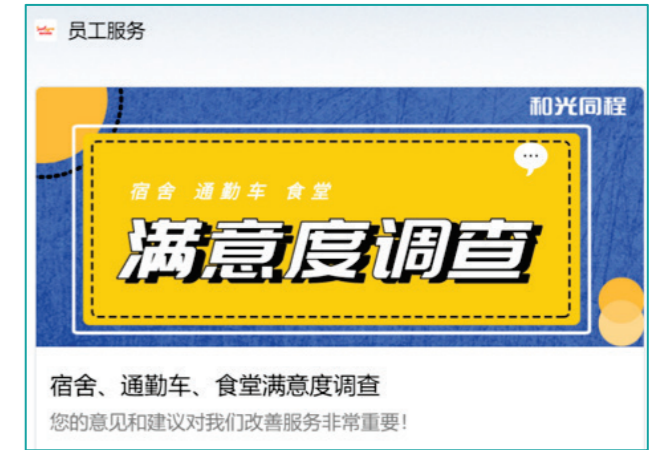 员工服务
和光同程
宿舍 通勤车 食堂
满意度调查
宿舍、通勤车、食堂满意度调查
您的意见和建议对我们改善服务非常重要！